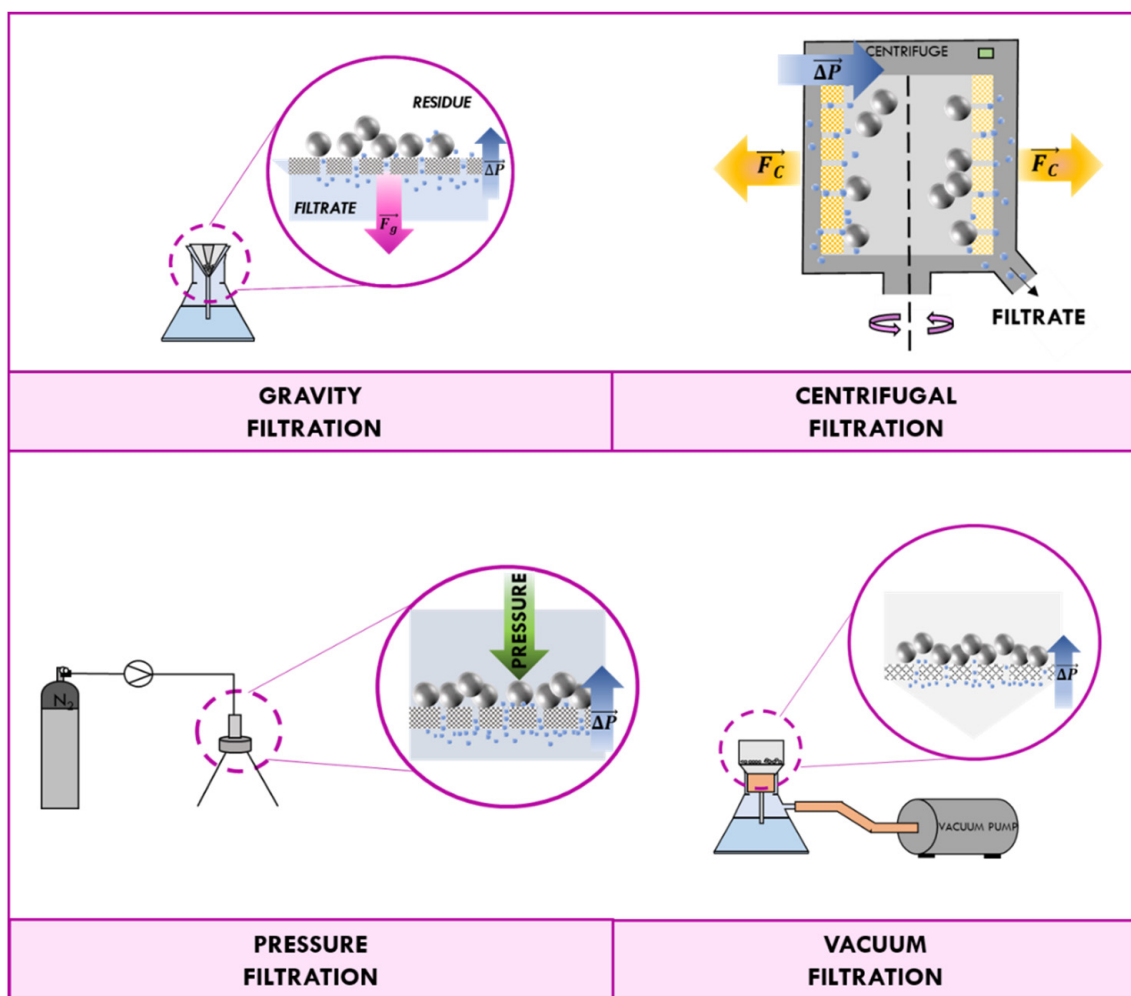 RESIDUE
ΔP
FILTRATE
Fg
CENTRIFUGE
ΔP
FC
FC
FILTRATE
GRAVITY
FILTRATION
CENTRIFUGAL
FILTRATION
N2
PRESSURE
ΔP
ΔP
VACUUM PUMP
PRESSURE
FILTRATION
VACUUM
FILTRATION